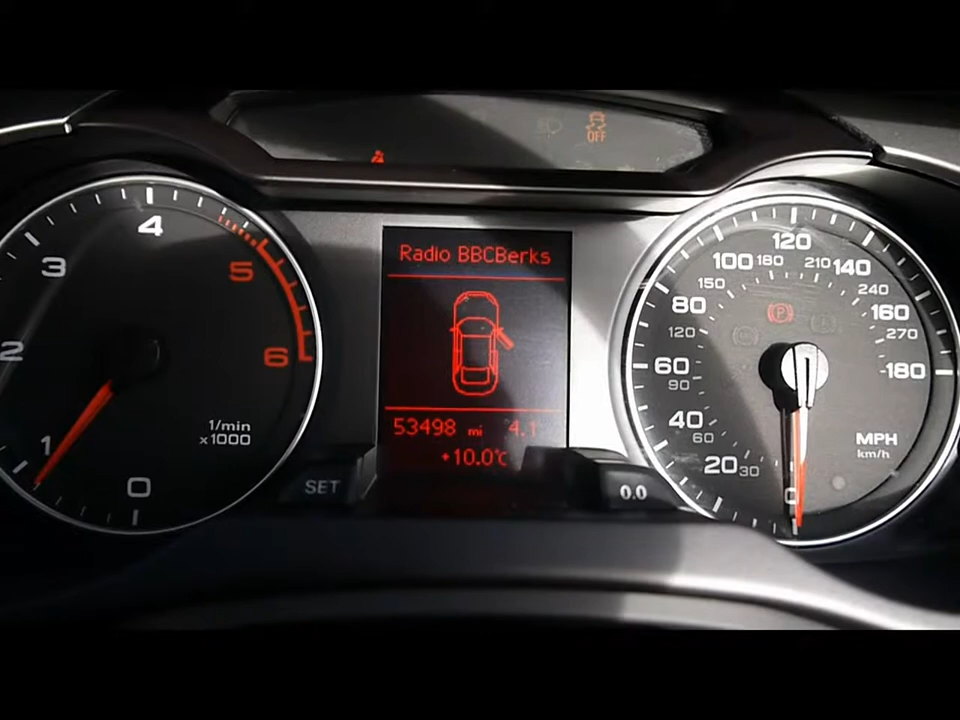 OFF
4
3
5
2
6
1
0
1/min
x1000
SET
Radio BBCBerks
53498 mi 4.1
+10.0°C
0.0
120
100 180 210 140
150 240
80 160
120 270
60 180
90
40
60
20 30
0
P
MPH
km/h